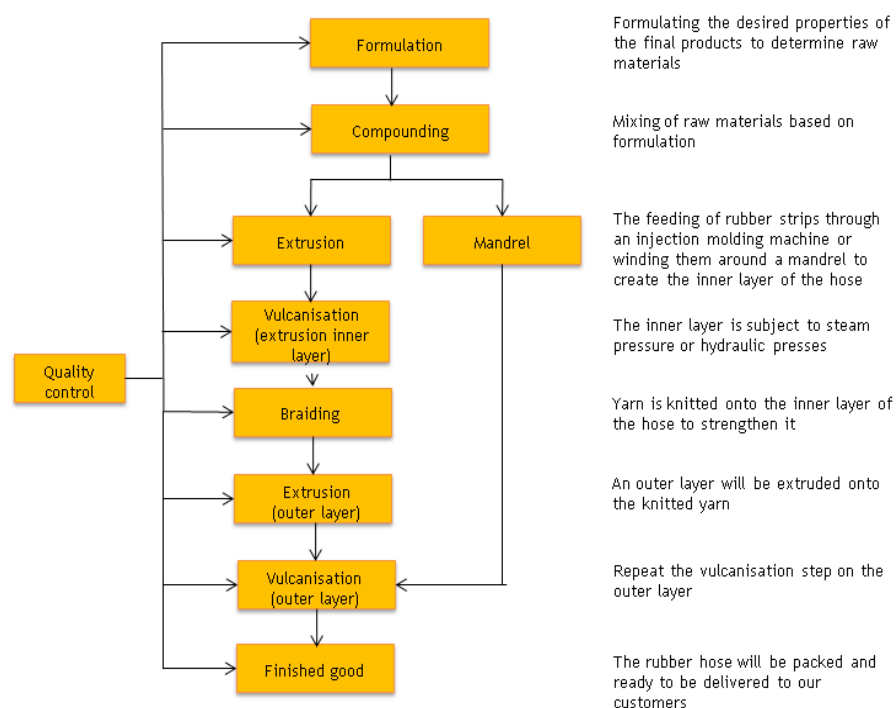 Formulation
Formulating the desired properties of
the final products to determine raw
materials
Compounding
Mixing of raw materials based on
formulation
Extrusion
Mandrel
The feeding of rubber strips through
an injection molding machine or
winding them around a mandrel to
create the inner layer of the hose
Vulcanisation
(extrusion inner
layer)
The inner layer is subject to steam
pressure or hydraulic presses
Quality
control
Braiding
Yarn is knitted onto the inner layer of
the hose to strengthen it
Extrusion
(outer layer)
An outer layer will be extruded onto
the knitted yarn
Vulcanisation
(outer layer)
Repeat the vulcanisation step on the
outer layer
Finished good
The rubber hose will be packed and
ready to be delivered to our
customers